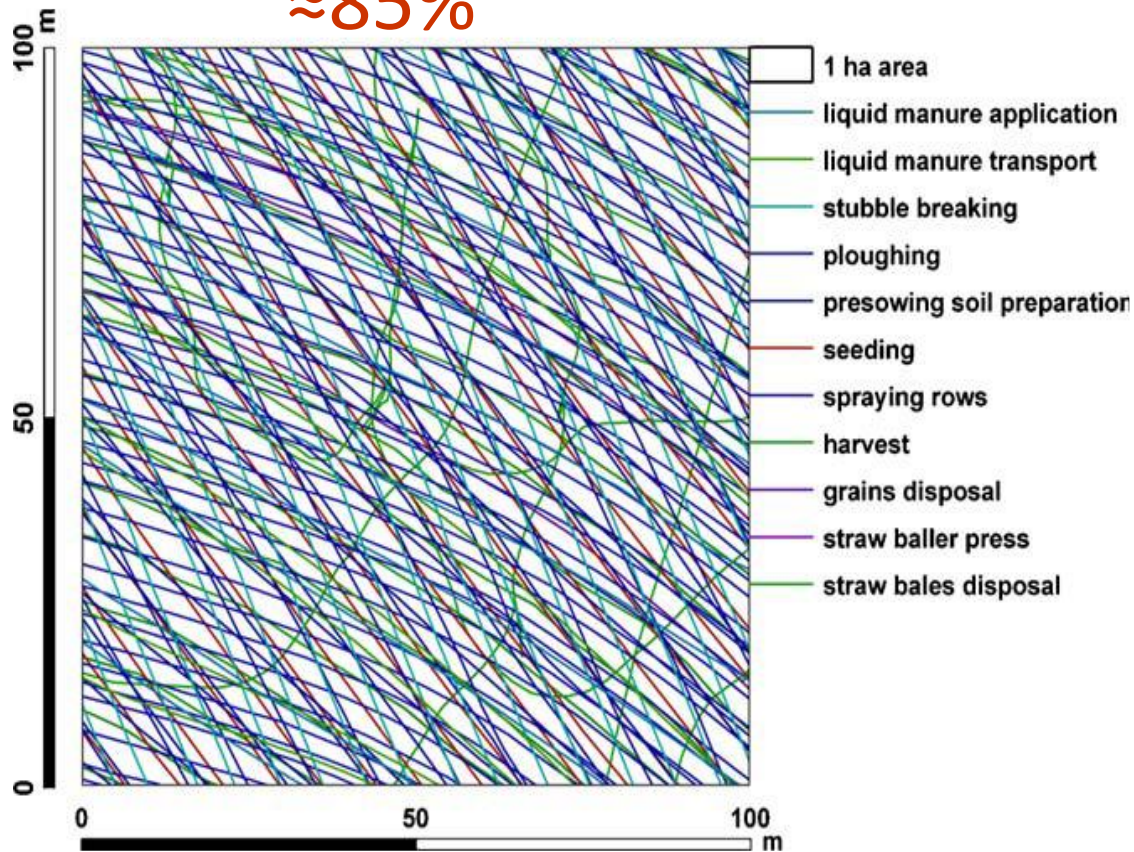 ≈85%
100 m
50
0
1 ha area
liquid manure application
liquid manure transport
stubble breaking
ploughing
presowing soil preparation
seeding
spraying rows
harvest
grains disposal
straw baller press
straw bales disposal
0 50 100
m